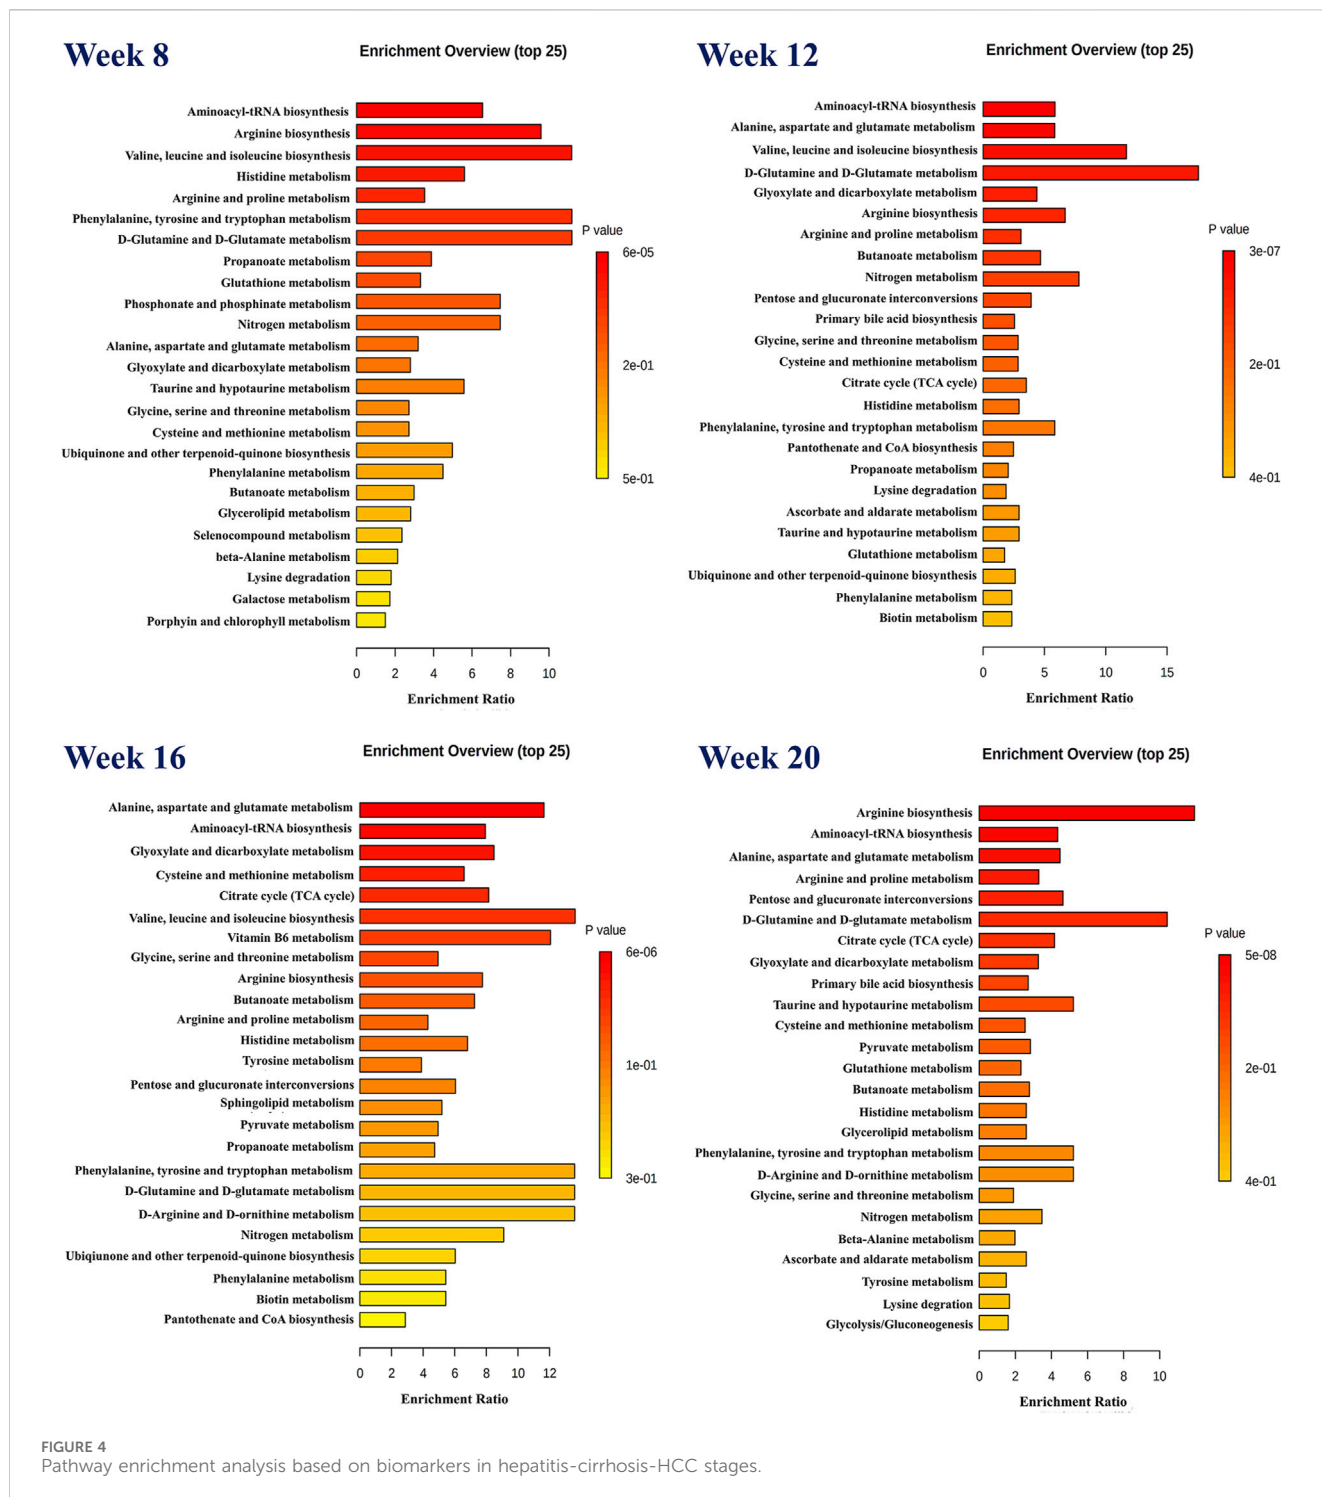 Week 8
Enrichment Overview (top 25)
Aminoacyl-tRNA biosynthesis
Arginine biosynthesis
Valine, leucine and isoleucine biosynthesis
Histidine metabolism
Arginine and proline metabolism
Phenylalanine, tyrosine and tryptophan metabolism
D-Glutamine and D-Glutamate metabolism
Propanoate metabolism
Glutathione metabolism
Phosphonate and phosphinate metabolism
Nitrogen metabolism
Alanine, aspartate and glutamate metabolism
Glyoxylate and dicarboxylate metabolism
Taurine and hypotaurine metabolism
Glycine, serine and threonine metabolism
Cysteine and methionine metabolism
Ubiquinone and other terpenoid-quinone biosynthesis
Phenylalanine metabolism
Butanoate metabolism
Glycerolipid metabolism
Selenocompound metabolism
beta-Alanine metabolism
Lysine degradation
Galactose metabolism
Porphyin and chlorophyll metabolism
0 2 4 6 8 10
Enrichment Ratio
P value
6e-05
2e-01
5e-01
Week 12
Enrichment Overview (top 25)
Aminoacyl-tRNA biosynthesis
Alanine, aspartate and glutamate metabolism
Valine, leucine and isoleucine biosynthesis
D-Glutamine and D-Glutamate metabolism
Glyoxylate and dicarboxylate metabolism
Arginine biosynthesis
Arginine and proline metabolism
Butanoate metabolism
Nitrogen metabolism
Pentose and glucuronate interconversions
Primary bile acid biosynthesis
Glycine, serine and threonine metabolism
Cysteine and methionine metabolism
Citrate cycle (TCA cycle)
Histidine metabolism
Phenylalanine, tyrosine and tryptophan metabolism
Pantothenate and CoA biosynthesis
Propanoate metabolism
Lysine degradation
Ascorbate and aldarate metabolism
Taurine and hypotaurine metabolism
Glutathione metabolism
Ubiquinone and other terpenoid-quinone biosynthesis
Phenylalanine metabolism
Biotin metabolism
0 5 10 15
Enrichment Ratio
P value
3e-07
2e-01
4e-01
Week 16
Enrichment Overview (top 25)
Alanine, aspartate and glutamate metabolism
Aminoacyl-tRNA biosynthesis
Glyoxylate and dicarboxylate metabolism
Cysteine and methionine metabolism
Citrate cycle (TCA cycle)
Valine, leucine and isoleucine biosynthesis
Vitamin B6 metabolism
Glycine, serine and threonine metabolism
Arginine biosynthesis
Butanoate metabolism
Arginine and proline metabolism
Histidine metabolism
Tyrosine metabolism
Pentose and glucuronate interconversions
Sphingolipid metabolism
Pyruvate metabolism
Propanoate metabolism
Phenylalanine, tyrosine and tryptophan metabolism
D-Glutamine and D-glutamate metabolism
D-Arginine and D-ornithine metabolism
Nitrogen metabolism
Ubiqiunone and other terpenoid-quinone biosynthesis
Phenylalanine metabolism
Biotin metabolism
Pantothenate and CoA biosynthesis
0 2 4 6 8 10 12
Enrichment Ratio
P value
6e-06
1e-01
3e-01
Week 20
Enrichment Overview (top 25)
Arginine biosynthesis
Aminoacyl-tRNA biosynthesis
Alanine, aspartate and glutamate metabolism
Arginine and proline metabolism
Pentose and glucuronate interconversions
D-Glutamine and D-glutamate metabolism
Citrate cycle (TCA cycle)
Glyoxylate and dicarboxylate metabolism
Primary bile acid biosynthesis
Taurine and hypotaurine metabolism
Cysteine and methionine metabolism
Pyruvate metabolism
Glutathione metabolism
Butanoate metabolism
Histidine metabolism
Glycerolipid metabolism
Phenylalanine, tyrosine and tryptophan metabolism
D-Arginine and D-ornithine metabolism
Glycine, serine and threonine metabolism
Nitrogen metabolism
Beta-Alanine metabolism
Ascorbate and aldarate metabolism
Tyrosine metabolism
Lysine degration
Glycolysis/Gluconeogenesis
0 2 4 6 8 10
Enrichment Ratio
P value
5e-08
2e-01
4e-01
FIGURE 4
Pathway enrichment analysis based on biomarkers in hepatitis-cirrhosis-HCC stages.